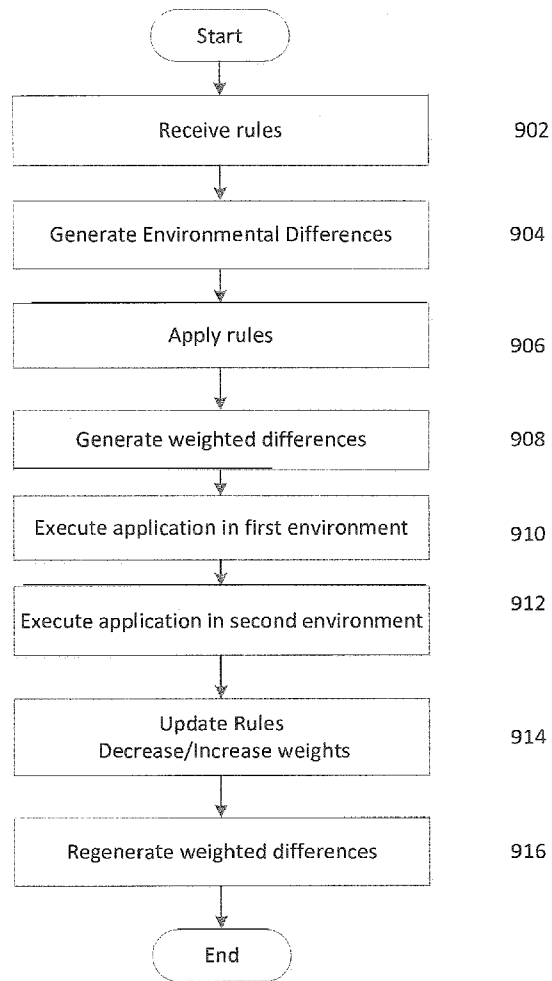 Start
Receive rules
902
Generate Environmental Differences
904
Apply rules
906
Generate weighted differences
908
Execute application in first environment
910
Execute application in second environment
912
Update Rules
Decrease/Increase weights
914
Regenerate weighted differences
916
End